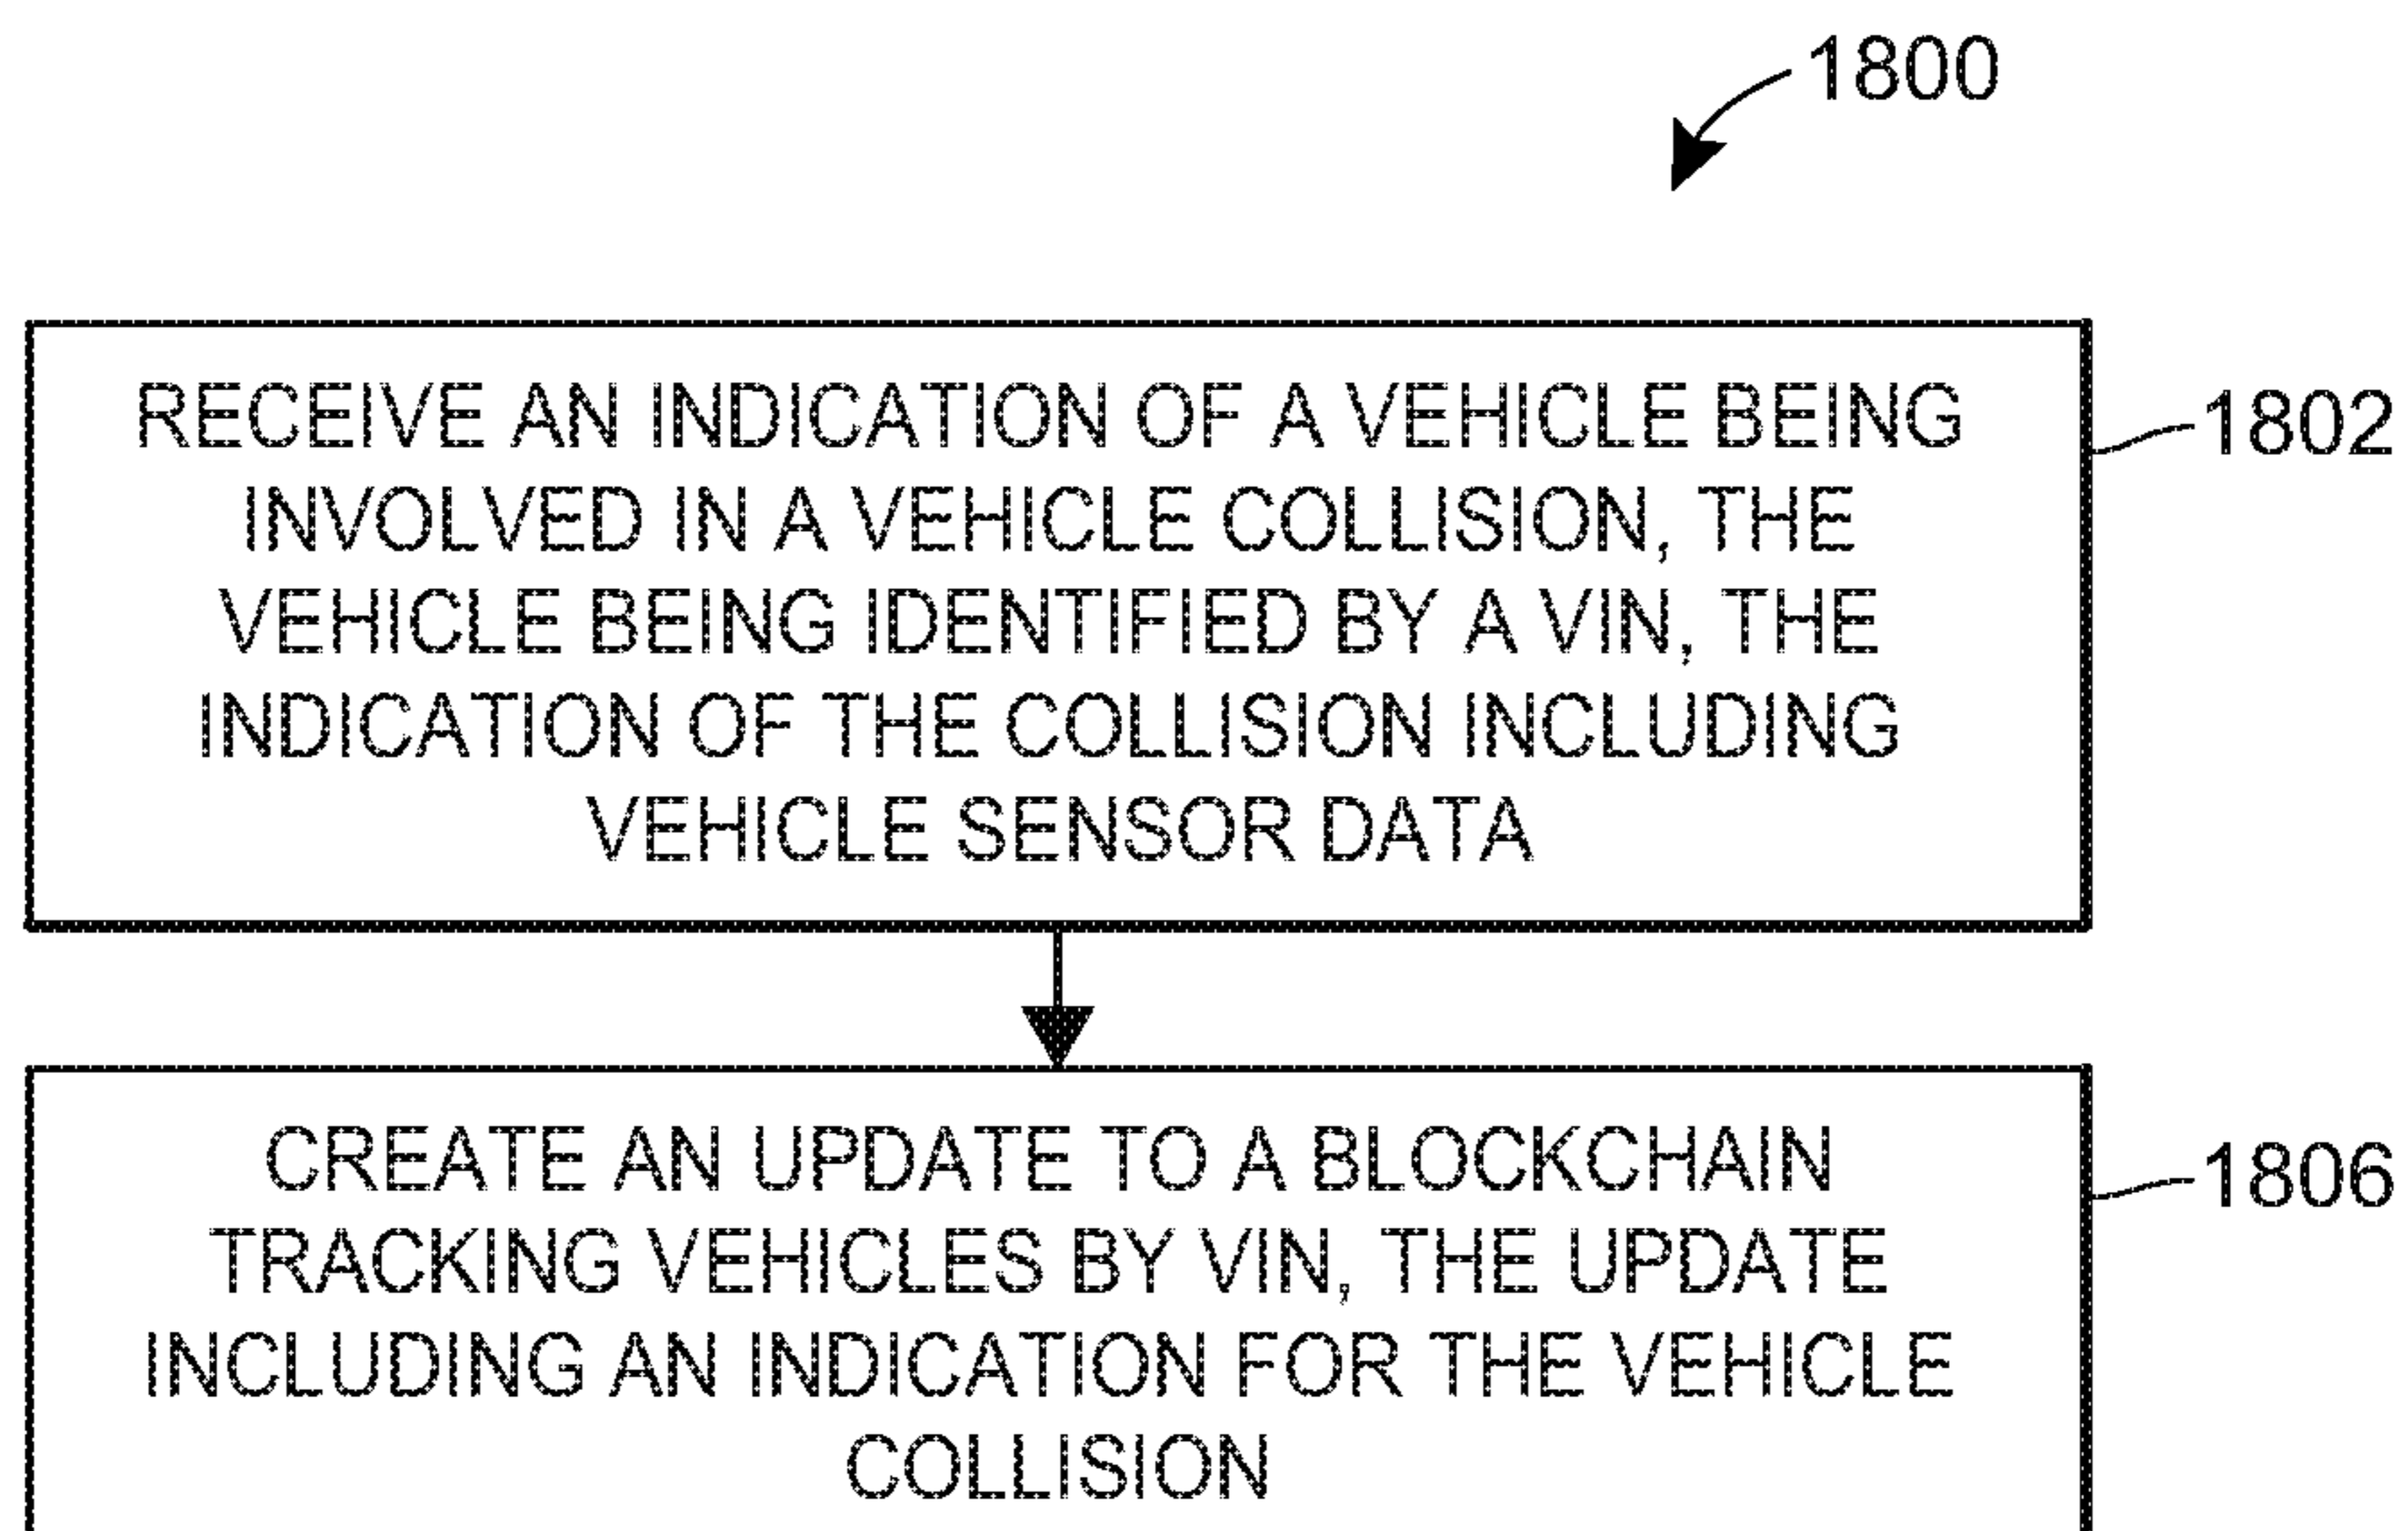 1800
RECEIVE AN INDICATION OF A VEHICLE BEING
1802
INVOLVED IN A VEHICLE COLLISION, THE
VEHICLE BEING IDENTIFIED BY A VIN, THE
INDICATION OF THE COLLISION INCLUDING
VEHICLE SENSOR DATA
CREATE AN UPDATE TO A BLOCKCHAIN
1806
TRACKING VEHICLES BY VIN, THE UPDATE
INCLUDING AN INDICATION FOR THE VEHICLE
COLLISION